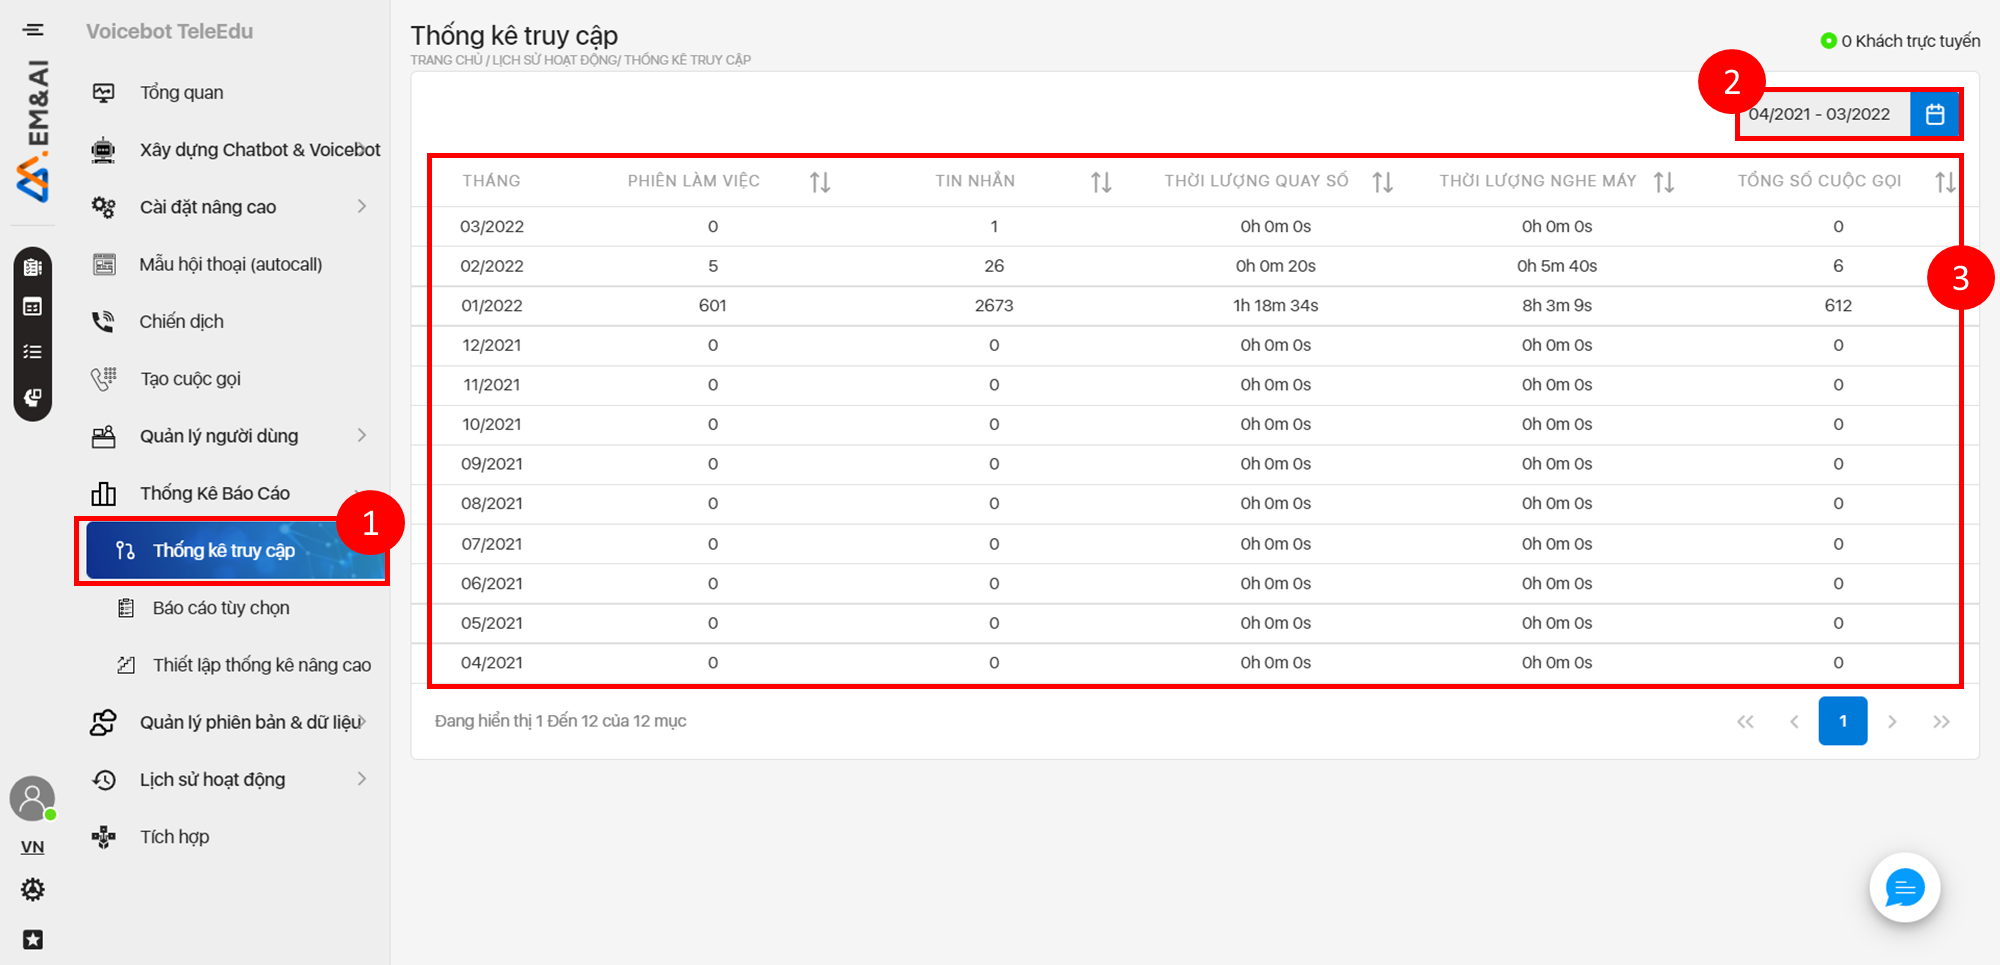 Voicebot TeleEdu
EM&AI
Tổng quan
Xây dựng Chatbot & Voicebot
Cài đặt nâng cao
Mẫu hội thoại (autocall)
Chiến dịch
Tạo cuộc gọi
Quản lý người dùng
Thống Kê Báo Cáo
1
Thống kê truy cập
Báo cáo tùy chọn
Thiết lập thống kê nâng cao
Quản lý phiên bản & dữ liệu
Lịch sử hoạt động
Tích hợp
VN
Thống kê truy cập
TRANG CHỦ / LỊCH SỬ HOẠT ĐỘNG/ THỐNG KÊ TRUY CẬP
0 Khách trực tuyến
2
04/2021 - 03/2022
THÁNG PHIÊN LÀM VIỆC TIN NHẮN THỜI LƯỢNG QUAY SỐ THỜI LƯỢNG NGHE MÁY TỔNG SỐ CUỘC GỌI
03/2022 0 1 0h 0m 0s 0h 0m 0s 0
02/2022 5 26 0h 0m 20s 0h 5m 40s 6
3
01/2022 601 2673 1h 18m 34s 8h 3m 9s 612
12/2021 0 0 0h 0m 0s 0h 0m 0s 0
11/2021 0 0 0h 0m 0s 0h 0m 0s 0
10/2021 0 0 0h 0m 0s 0h 0m 0s 0
09/2021 0 0 0h 0m 0s 0h 0m 0s 0
08/2021 0 0 0h 0m 0s 0h 0m 0s 0
07/2021 0 0 0h 0m 0s 0h 0m 0s 0
06/2021 0 0 0h 0m 0s 0h 0m 0s 0
05/2021 0 0 0h 0m 0s 0h 0m 0s 0
04/2021 0 0 0h 0m 0s 0h 0m 0s 0
Đang hiển thị 1 Đến 12 của 12 mục
1